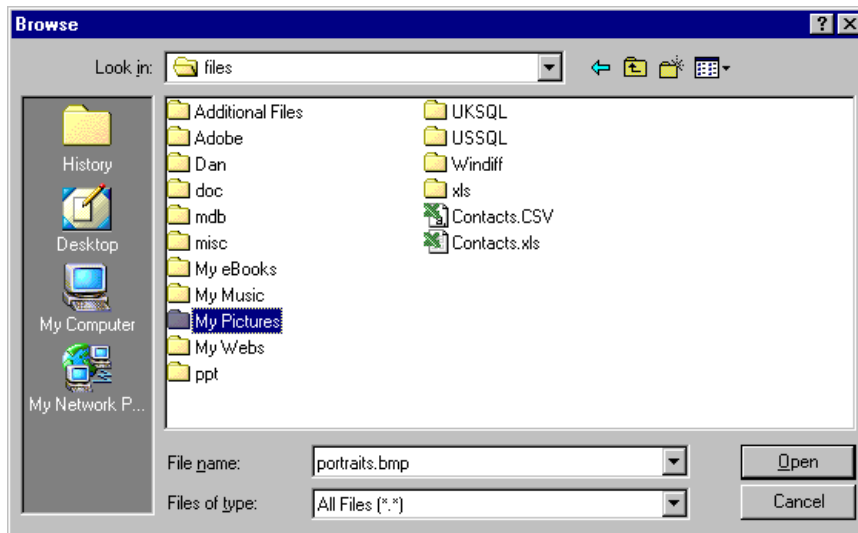 Browse
Look in: files
History
Desktop
My Computer
My Network P...
Additional Files
Adobe
Dan
doc
mdb
misc
My eBooks
My Music
My Pictures
My Webs
ppt
UKSQL
USSQL
Windiff
xls
Contacts.CSV
Contacts.xls
File name: portraits.bmp Open
Files of type: All Files (*.*) Cancel